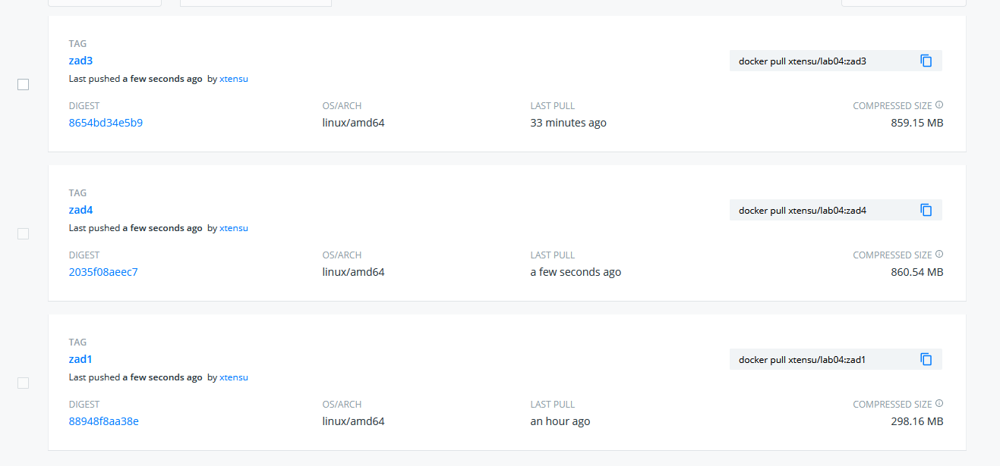 TAG
zad3
docker pull xtensu/lab04:zad3
Last pushed a few seconds ago by xtensu
DIGEST OS/ARCH LAST PULL COMPRESSED SIZE
8654bd34e5b9 linux/amd64 33 minutes ago 859.15 MB
TAG
zad4
docker pull xtensu/lab04:zad4
Last pushed a few seconds ago by xtensu
DIGEST OS/ARCH LAST PULL COMPRESSED SIZE
2035f08aeec7 linux/amd64 a few seconds ago 860.54 MB
TAG
zad1
docker pull xtensu/lab04:zad1
Last pushed a few seconds ago by xtensu
DIGEST OS/ARCH LAST PULL COMPRESSED SIZE
88948f8aa38e linux/amd64 an hour ago 298.16 MB